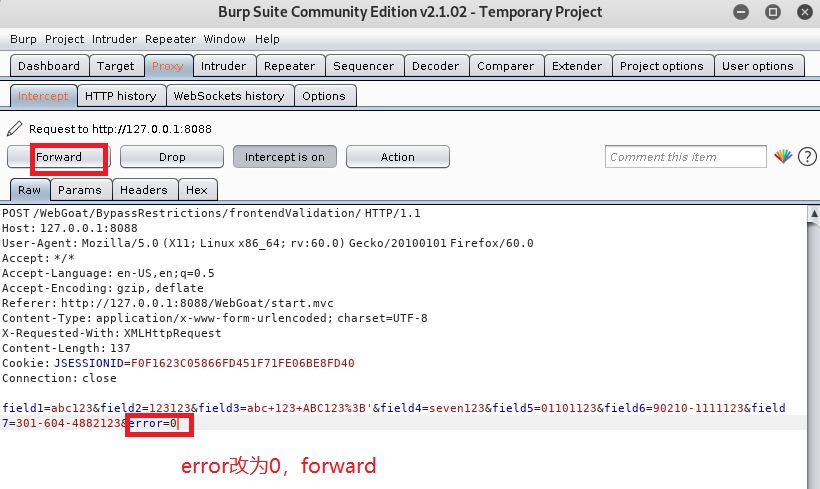 Burp Suite Community Edition v2.1.02 - Temporary Project
Burp Project Intruder Repeater Window Help
Dashboard Target Proxy Intruder Repeater Sequencer Decoder Comparer Extender Project options User options
Intercept HTTP history WebSockets history Options
Request to http://127.0.0.1:8088
Forward Drop Intercept is on Action Comment this item ?
Raw Params Headers Hex
POST /WebGoat/BypassRestrictions/frontendValidation/ HTTP/1.1
Host: 127.0.0.1:8088
User-Agent: Mozilla/5.0 (X11; Linux x86_64; rv:60.0) Gecko/20100101 Firefox/60.0
Accept: */*
Accept-Language: en-US,en;q=0.5
Accept-Encoding: gzip, deflate
Referer: http://127.0.0.1:8088/WebGoat/start.mvc
Content-Type: application/x-www-form-urlencoded; charset=UTF-8
X-Requested-With: XMLHttpRequest
Content-Length: 137
Cookie: JSESSIONID=F0F1623C05866FD451F71FE06BE8FD40
Connection: close
field1=abc123&field2=123123&field3=abc+123+ABC123%3B'&field4=seven123&field5=01101123&field6=90210-1111123&field
7=301-604-4882123&error=0
error改为0，forward